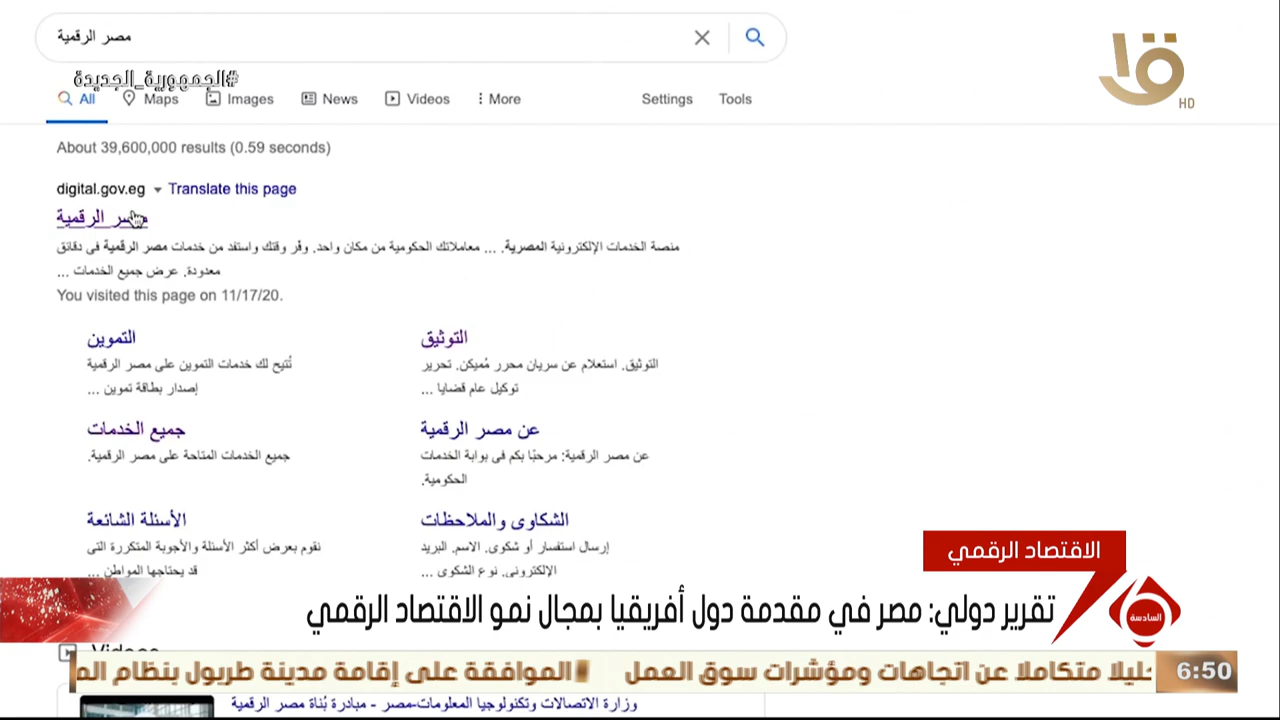 مصر الرقمية
#الجمهورية_الجديدة
All Maps Images News Videos More Settings Tools
HD
About 39,600,000 results (0.59 seconds)
digital.gov.eg Translate this page
مصر الرقمية
منصة الخدمات الإلكترونية المصرية. ... معاملاتك الحكومية من مكان واحد. وفّر وقتك واستفد من خدمات مصر الرقمية فى دقائق
معدودة. عرض جميع الخدمات ...
You visited this page on 11/17/20.
التموين
تُتيح لك خدمات التموين على مصر الرقمية
إصدار بطاقة تموين ...
التوثيق
التوثيق. استعلام عن سريان محرر مُميكن. تحرير
توكيل عام قضايا ...
جميع الخدمات
جميع الخدمات المتاحة على مصر الرقمية.
عن مصر الرقمية
عن مصر الرقمية: مرحبًا بكم فى بوابة الخدمات
الحكومية.
الأسئلة الشائعة
نقوم بعرض أكثر الأسئلة والأجوبة المتكررة التى
قد يحتاجها المواطن ...
الشكاوى والملاحظات
إرسال استفسار أو شكوى. الاسم. البريد
الإلكترونى. نوع الشكوى ...
الاقتصاد الرقمي
تقرير دولي: مصر في مقدمة دول أفريقيا بمجال نمو الاقتصاد الرقمي
السادسة
Videos
6:50
متكاملا عن اتجاهات ومؤشرات سوق العمل
الموافقة على إقامة مدينة طربول بنظام
وزارة الاتصالات وتكنولوجيا المعلومات-مصر - مبادرة بُناة مصر الرقمية